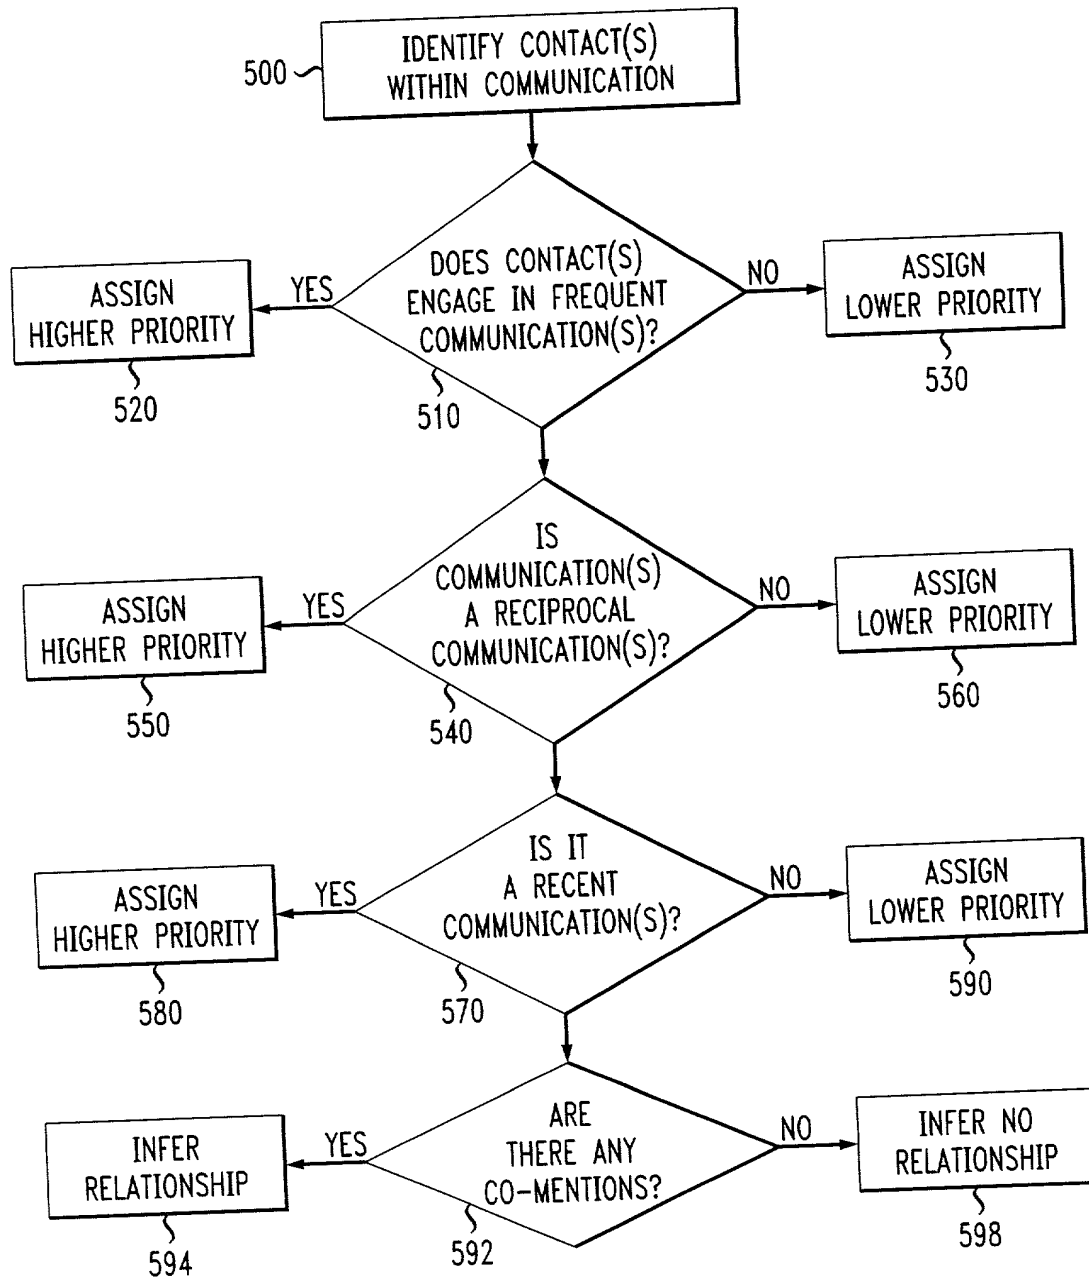 IDENTIFY CONTACT(S)
WITHIN COMMUNICATION
500
DOES CONTACT(S)
ENGAGE IN FREQUENT
COMMUNICATION(S)?
510
YES
ASSIGN
HIGHER PRIORITY
520
NO
ASSIGN
LOWER PRIORITY
530
IS
COMMUNICATION(S)
A RECIPROCAL
COMMUNICATION(S)?
540
YES
ASSIGN
HIGHER PRIORITY
550
NO
ASSIGN
LOWER PRIORITY
560
IS IT
A RECENT
COMMUNICATION(S)?
570
YES
ASSIGN
HIGHER PRIORITY
580
NO
ASSIGN
LOWER PRIORITY
590
ARE
THERE ANY
CO-MENTIONS?
592
YES
INFER
RELATIONSHIP
594
NO
INFER NO
RELATIONSHIP
598